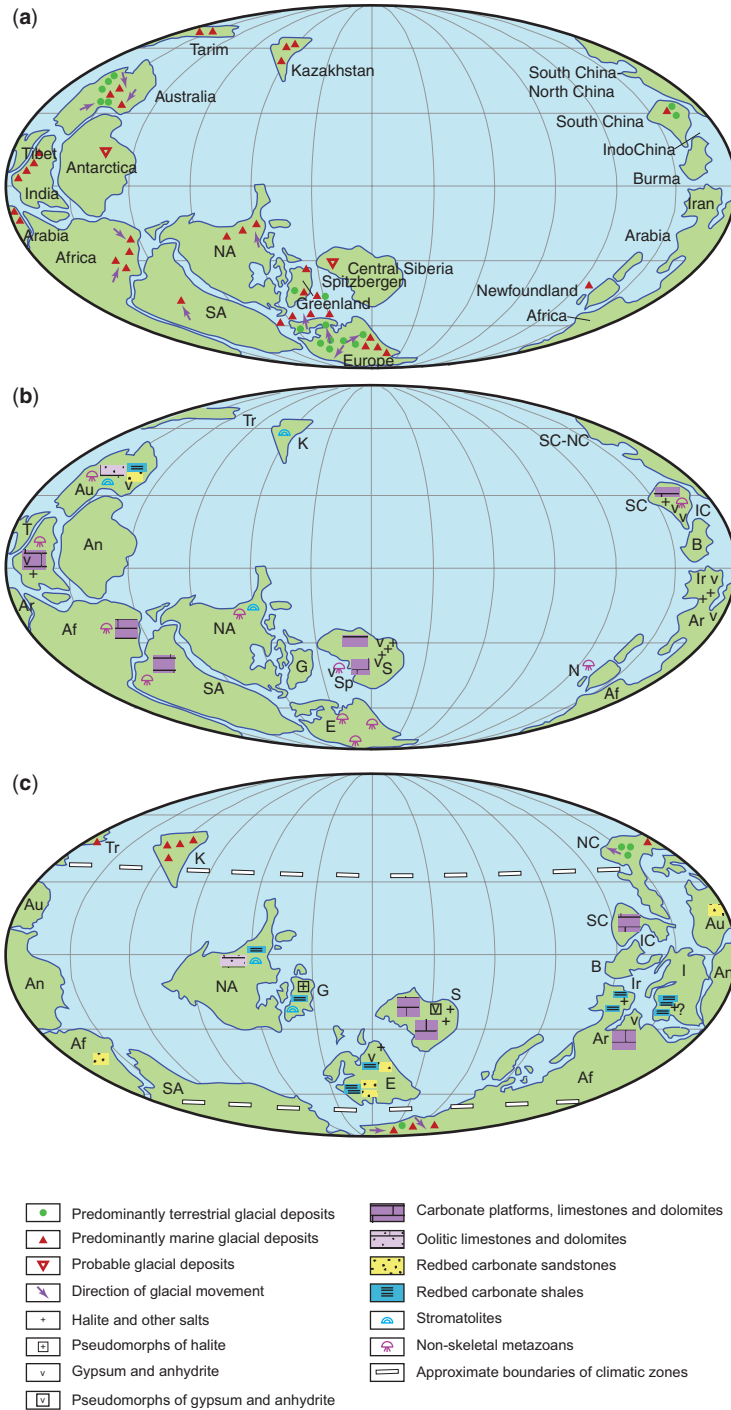 (a)
Tarim
Kazakhstan
Australia
South China-
North China
South China
IndoChina
Tibet
Antarctica
India
Burma
Iran
Arabia
Africa
NA
Arabia
Central Siberia
Spitzbergen
Greenland
SA
Newfoundland
Africa
Europe
(b)
Tr
K
SC-NC
Au
v
SC
+ v v
IC
T
An
B
v
+
Ar
Af
NA
Ir v
+ +
Ar v
v +
+
v +
S
G
v
Sp
SA
N
Af
E
(c)
Tr
K
NC
Au
SC
Au
IC
An
NA
B
I
An
Ir
+
G
v
+
S
+
+
+?
Ar
v
Af
+
v
E
SA
Af
Predominantly terrestrial glacial deposits
Predominantly marine glacial deposits
Probable glacial deposits
Direction of glacial movement
+ Halite and other salts
+ Pseudomorphs of halite
v Gypsum and anhydrite
v Pseudomorphs of gypsum and anhydrite
Carbonate platforms, limestones and dolomites
Oolitic limestones and dolomites
Redbed carbonate sandstones
Redbed carbonate shales
Stromatolites
Non-skeletal metazoans
Approximate boundaries of climatic zones